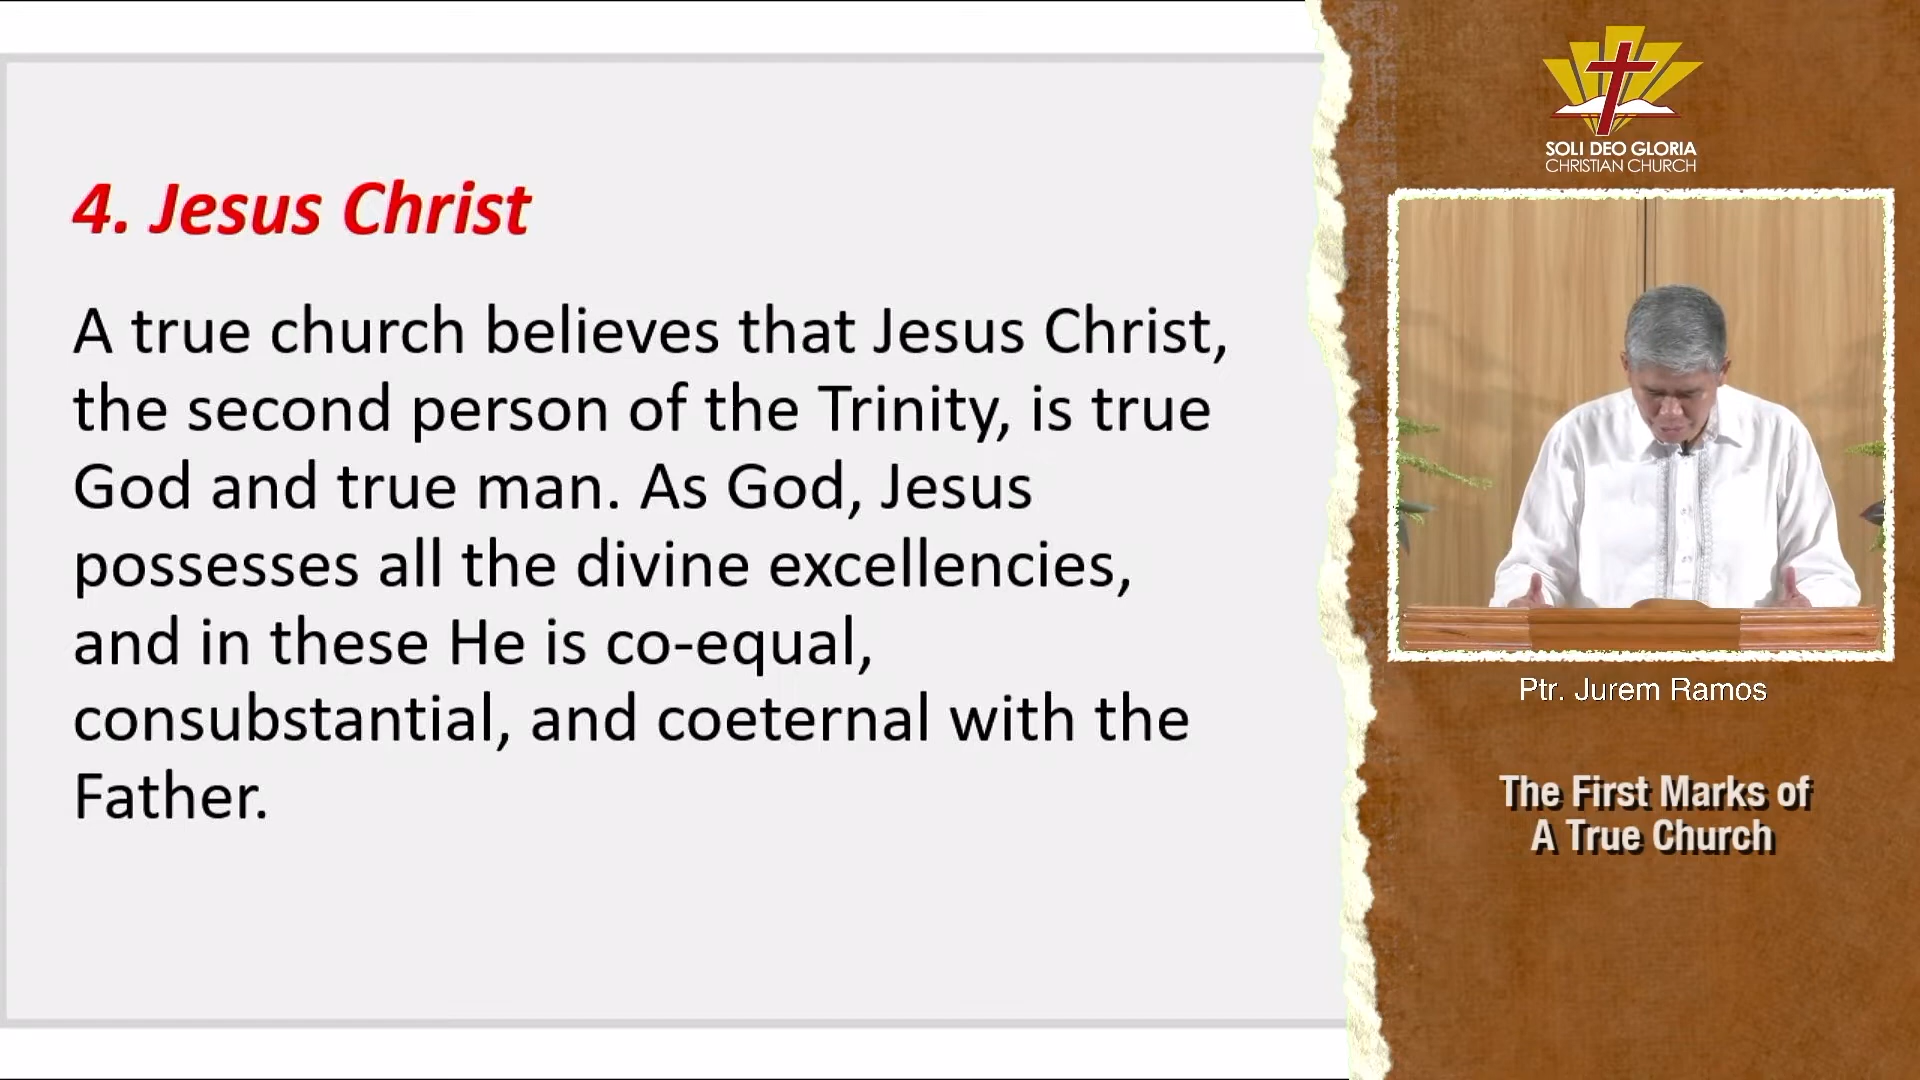 4. Jesus Christ
A true church believes that Jesus Christ,
the second person of the Trinity, is true
God and true man. As God, Jesus
possesses all the divine excellencies,
and in these He is co-equal,
consubstantial, and coeternal with the
Father.
SOLI DEO GLORIA
CHRISTIAN CHURCH
Ptr. Jurem Ramos
The First Marks of
A True Church